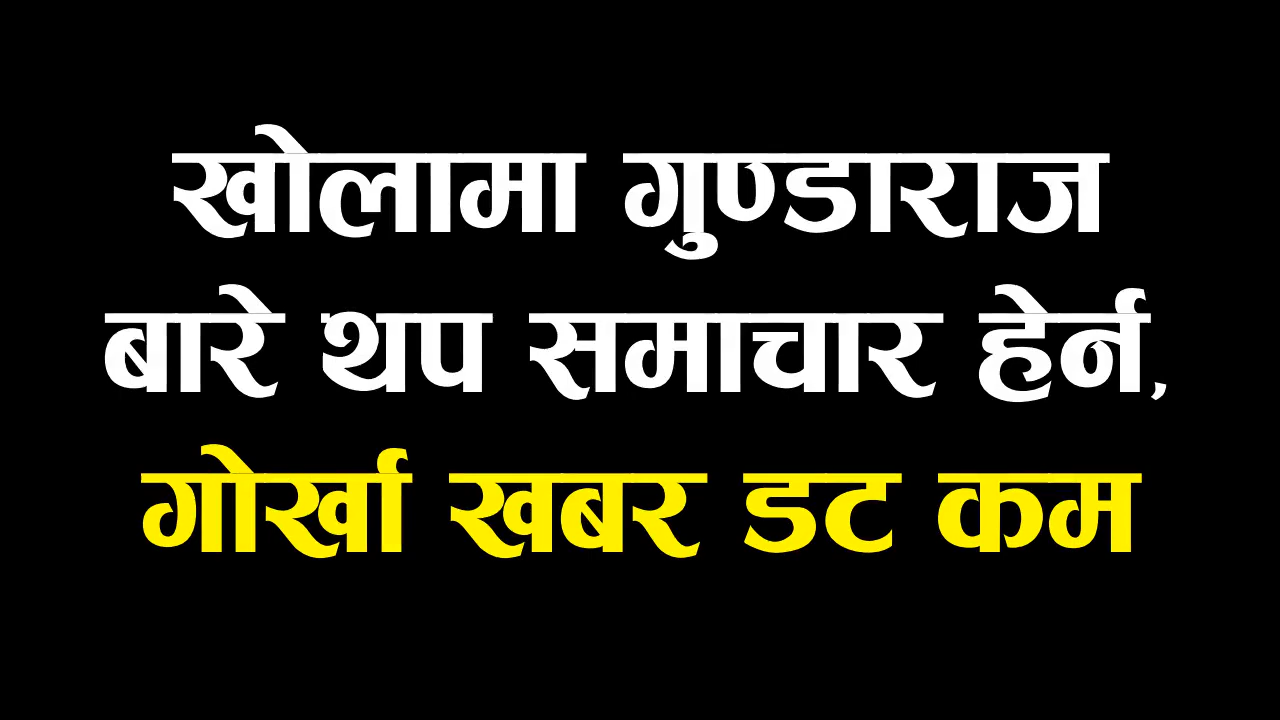 खोलामा गुण्डाराज
बारे थप समाचार हेर्न,
गोर्खा खबर डट कम